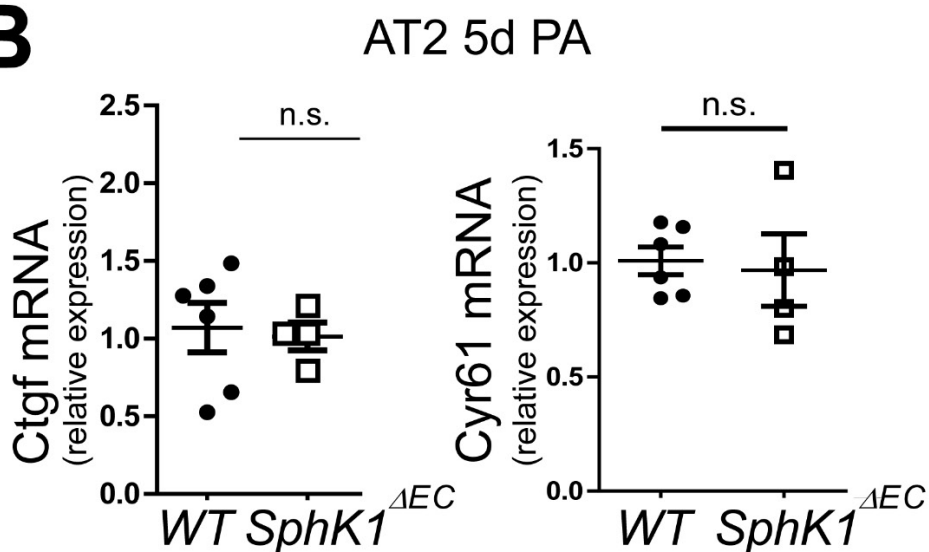 B
AT2 5d PA
Ctgf mRNA
(relative expression)
2.5
2.0
1.5
1.0
0.5
0.0
n.s.
WT SphK1ΔEC
Cyr61 mRNA
(relative expression)
1.5
1.0
0.5
0.0
n.s.
WT SphK1ΔEC